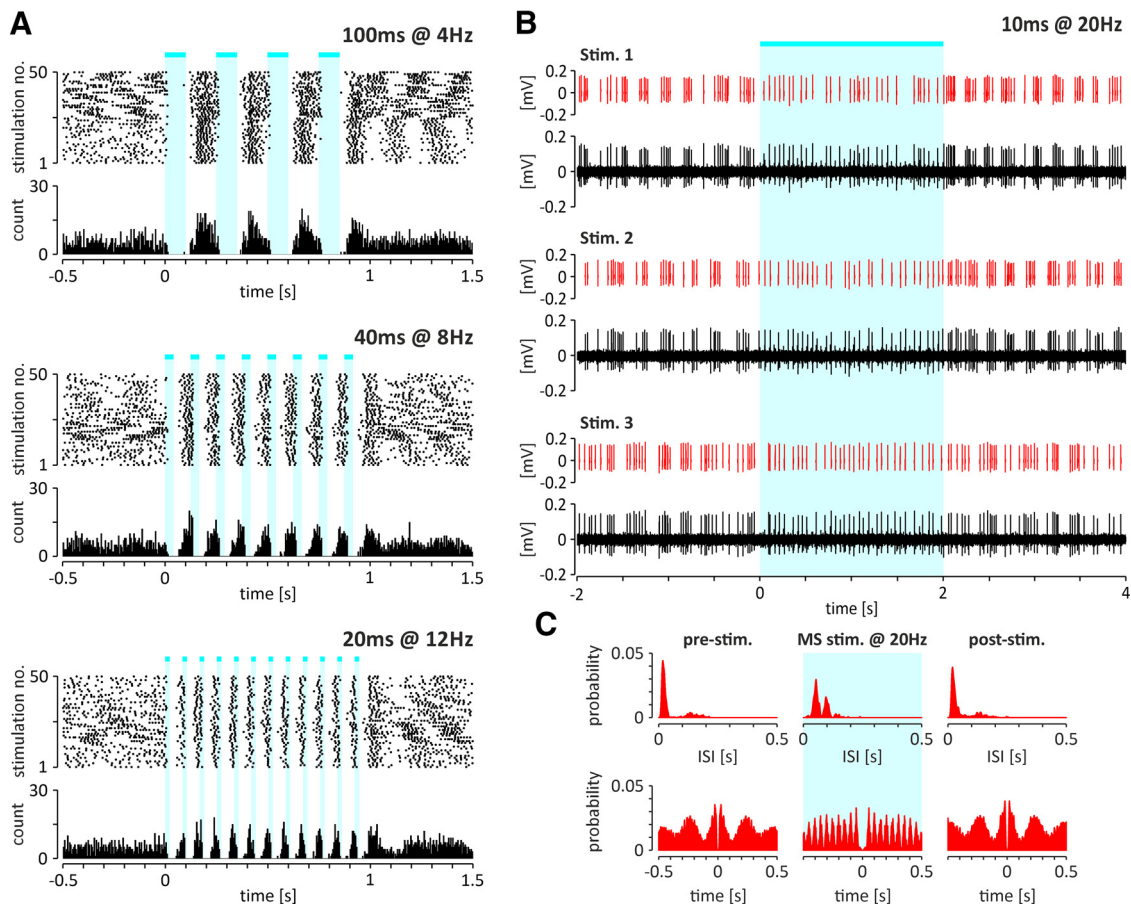 A
100ms @ 4Hz
stimulation no.
50
1
count
30
0
-0.5 0 1 1.5
time [s]
40ms @ 8Hz
stimulation no.
50
1
count
30
0
-0.5 0 1 1.5
time [s]
20ms @ 12Hz
stimulation no.
50
1
count
30
0
-0.5 0 1 1.5
time [s]
B
10ms @ 20Hz
Stim. 1
[mV]
0.2
0
-0.2
[mV]
0.2
0
-0.2
Stim. 2
[mV]
0.2
0
-0.2
[mV]
0.2
0
-0.2
Stim. 3
[mV]
0.2
0
-0.2
[mV]
0.2
0
-0.2
-2 0 2 4
time [s]
C
pre-stim. MS stim. @ 20Hz post-stim.
probability
0.05
0
0 0.5 0 0.5 0 0.5
ISI [s] ISI [s] ISI [s]
probability
0.05
0
-0.5 0 0.5 0 0.5 0 0.5
time [s] time [s] time [s]